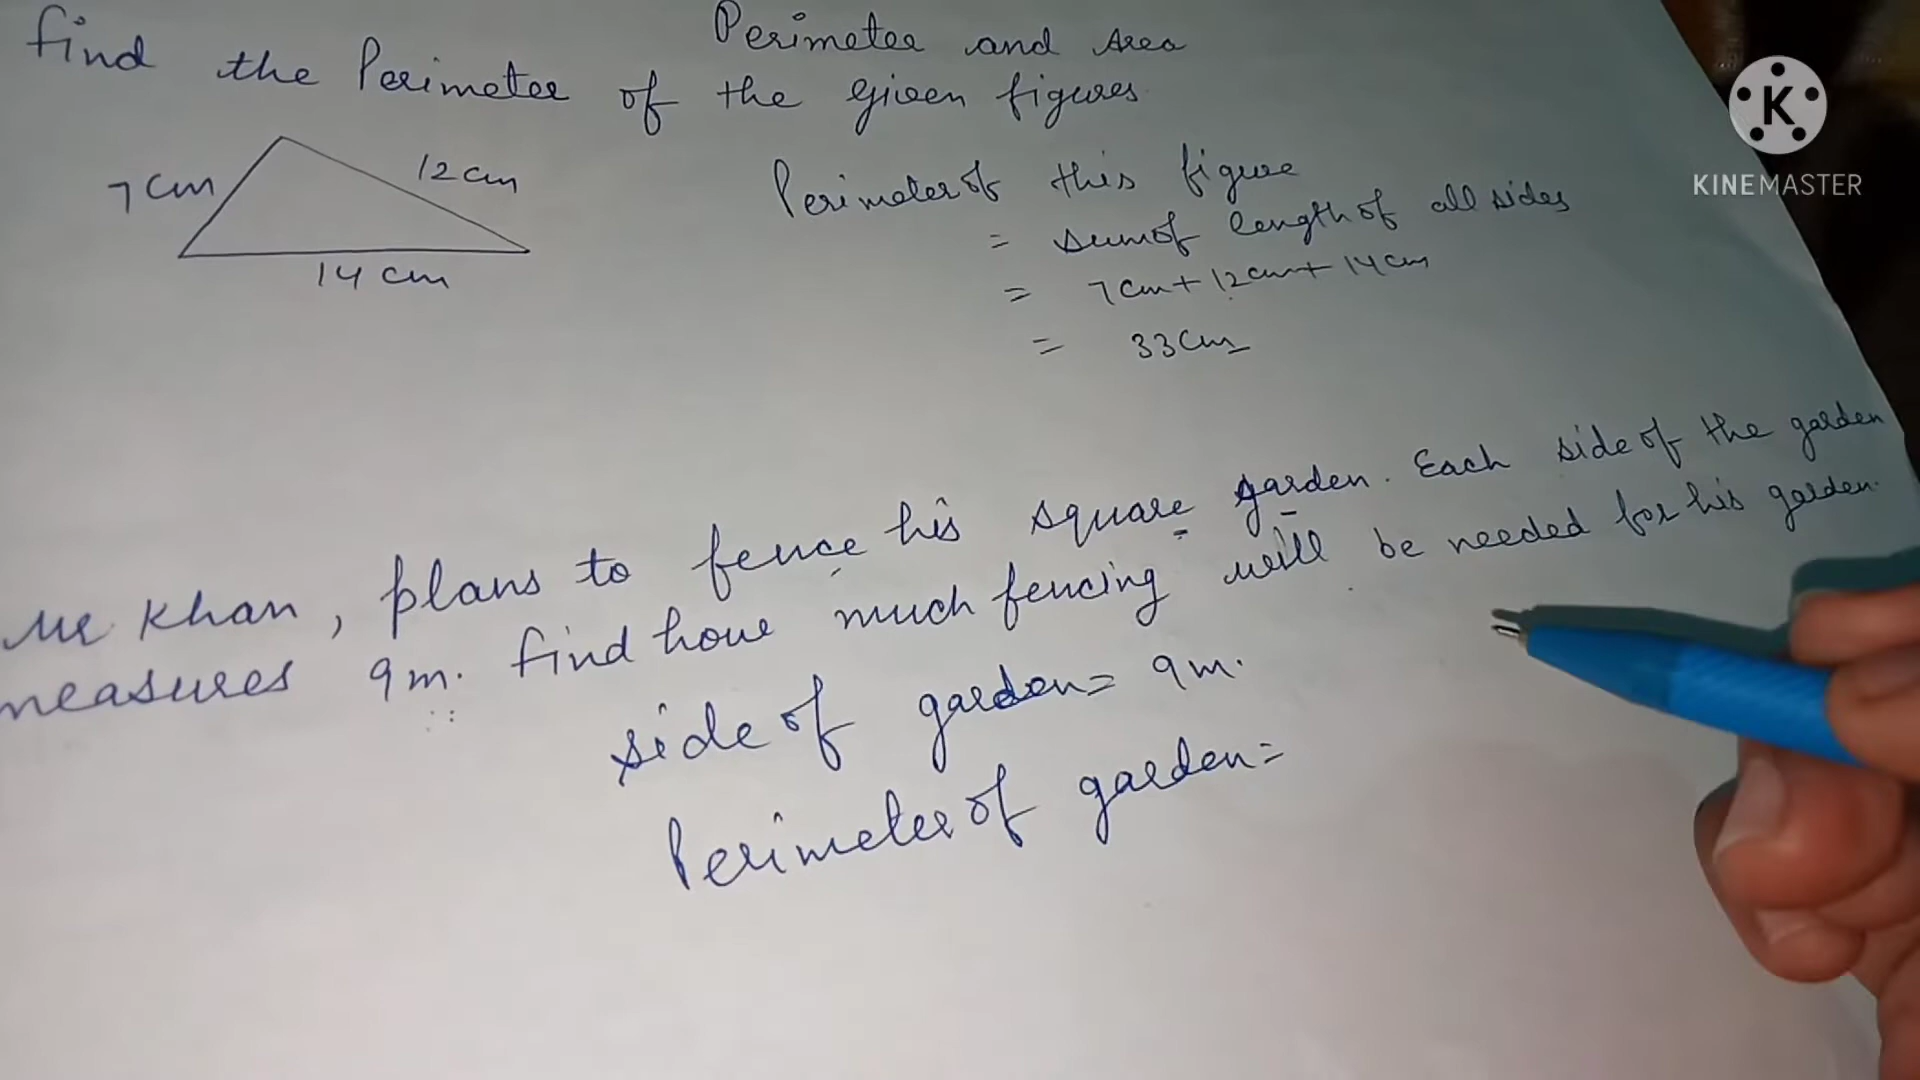 Perimeter and Area
find the Perimeter of the given figures
7 cm
12 cm
14 cm
Perimeter of this figure
= sum of length of all sides
= 7 cm + 12 cm + 14 cm
= 33 cm
Mr Khan, plans to fence his square garden. Each side of the garden
measures 9 m. find how much fencing will be needed for his garden.
side of garden = 9 m.
Perimeter of garden =
K
KINEMASTER